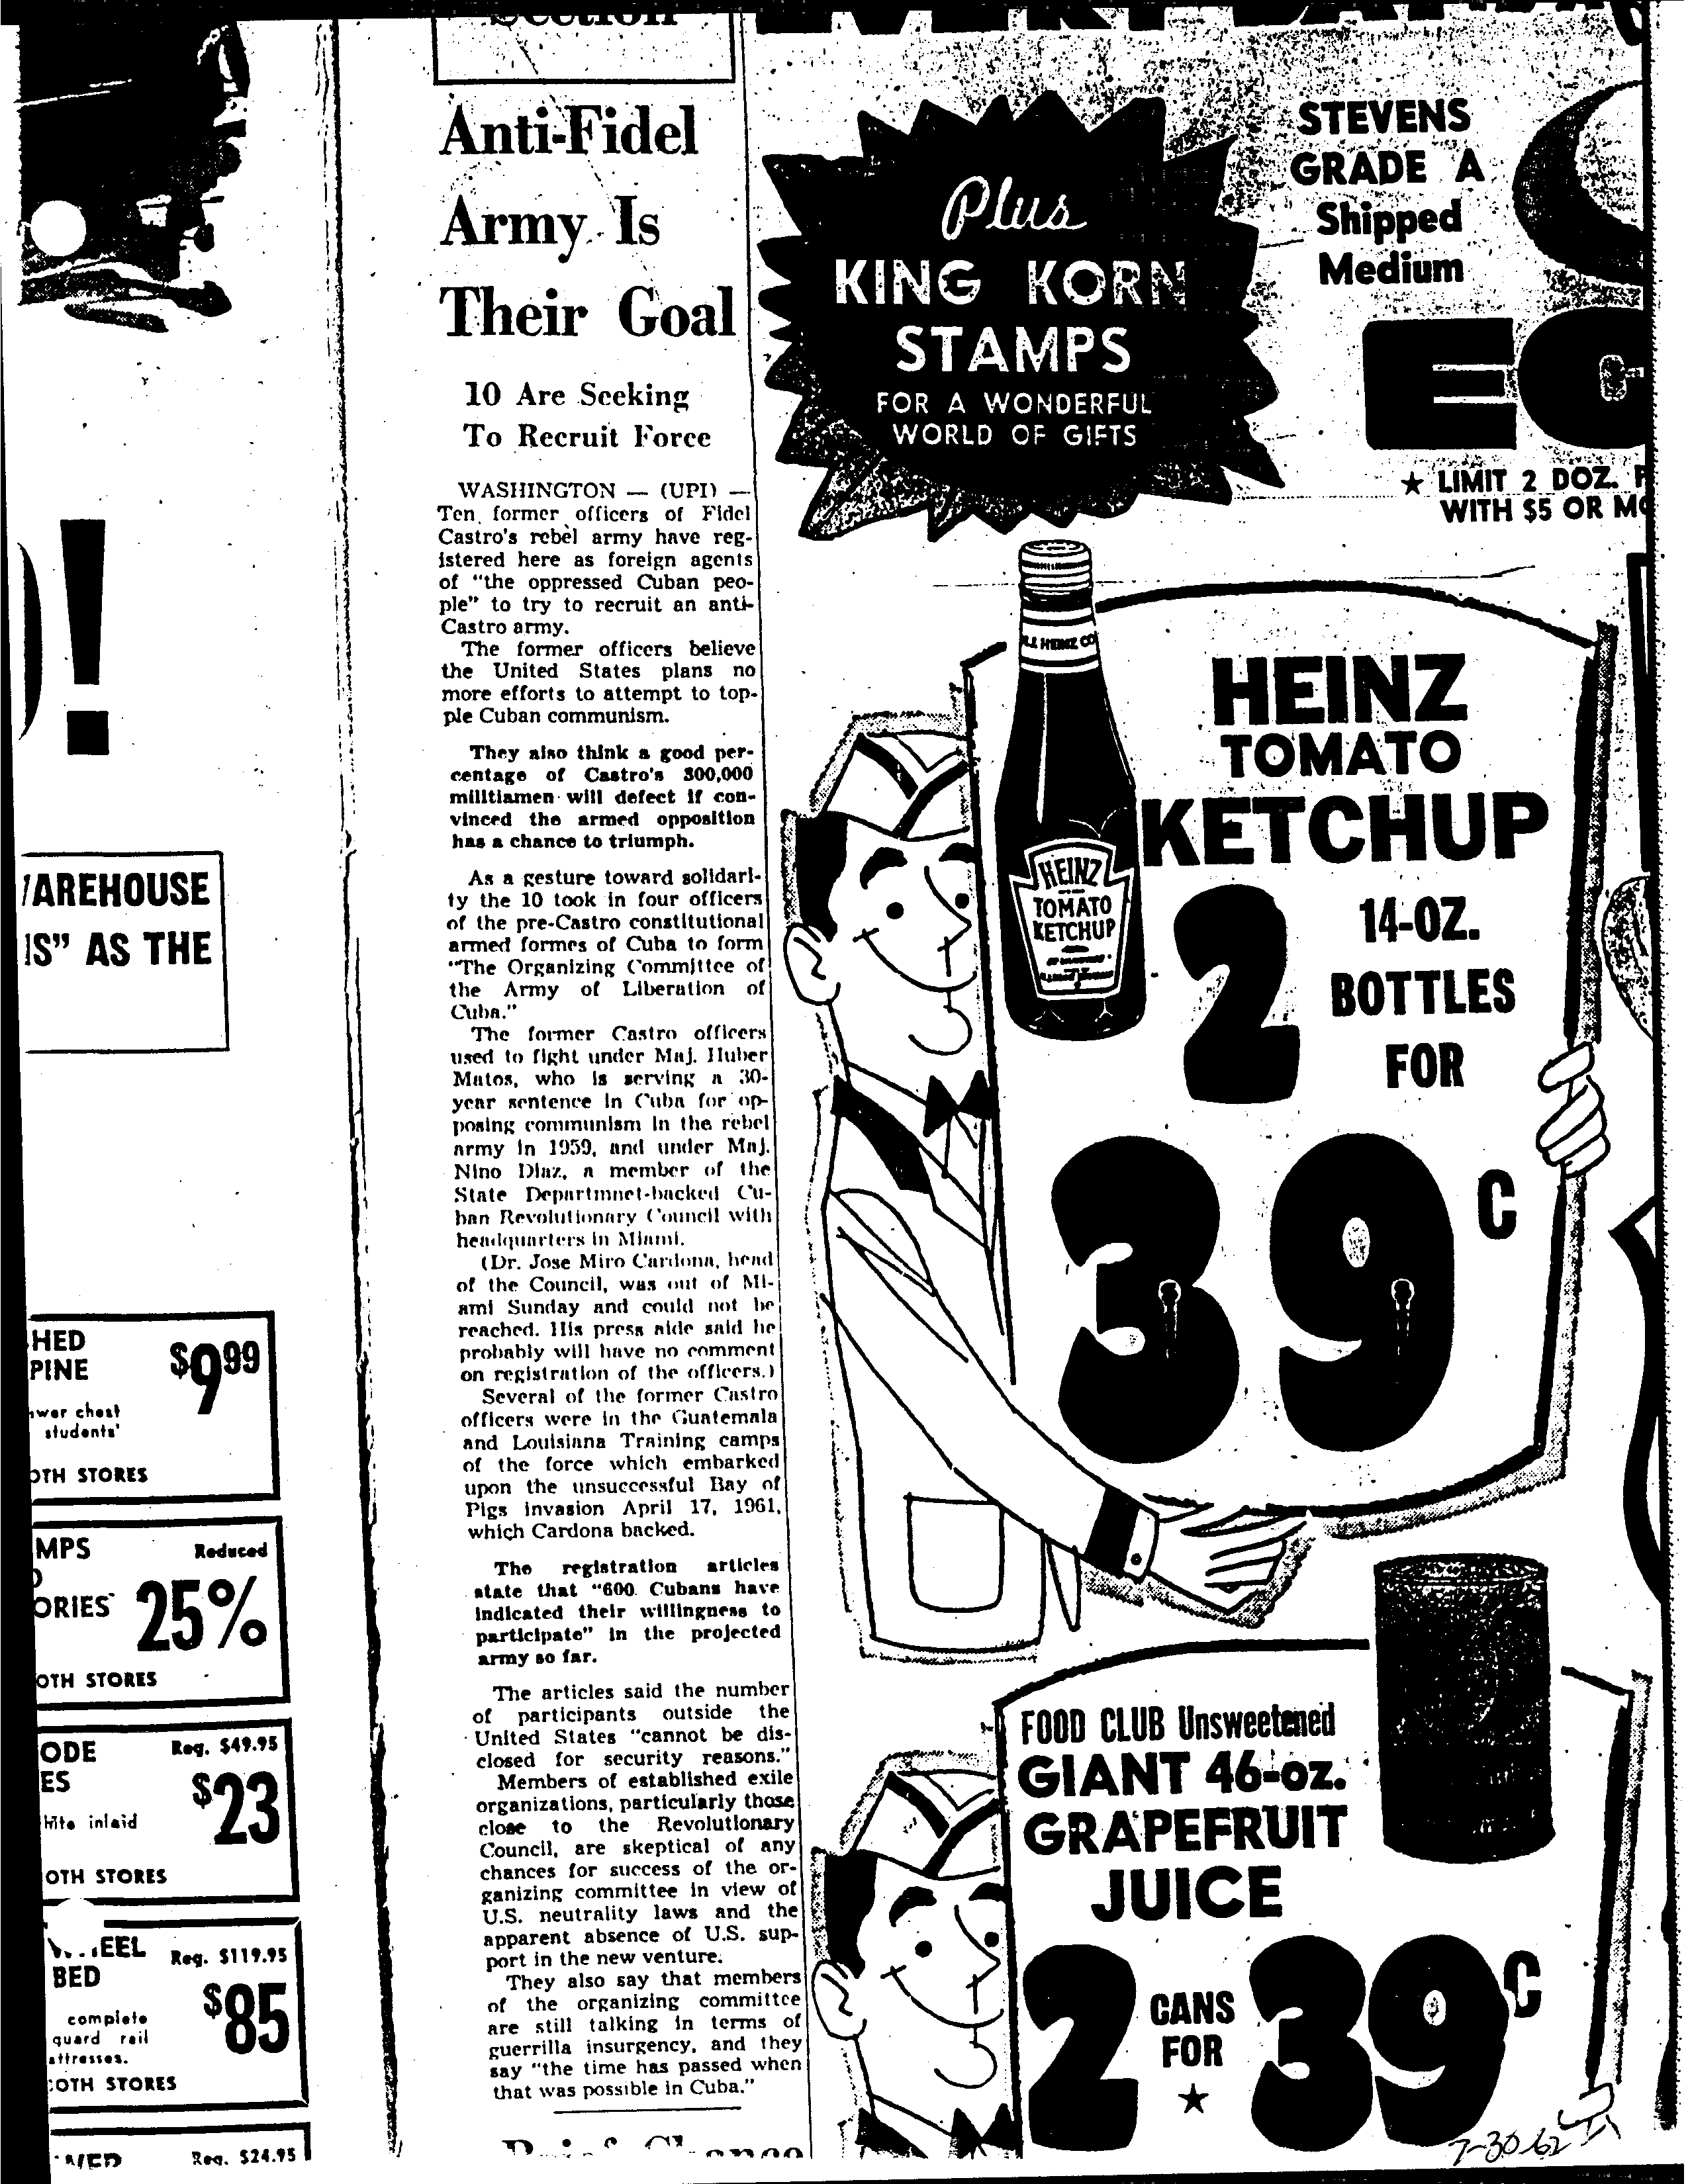 Section
Anti-Fidel
Army Is
Their Goal
10 Are Seeking
To Recruit Force
WASHINGTON — (UPI) —
Ten former officers of Fidel
Castro's rebel army have reg-
istered here as foreign agents
of "the oppressed Cuban peo-
ple" to try to recruit an anti-
Castro army.
The former officers believe
the United States plans no
more efforts to attempt to top-
ple Cuban communism.
They also think a good per-
centage of Castro's 300,000
militiamen will defect if con-
vinced the armed opposition
has a chance to triumph.
As a gesture toward solidari-
ty the 10 took in four officers
of the pre-Castro constitutional
armed formes of Cuba to form
"The Organizing Committee of
the Army of Liberation of
Cuba."
The former Castro officers
used to fight under Maj. Huber
Matos, who is serving a 30-
year sentence in Cuba for op-
posing communism in the rebel
army in 1959, and under Maj.
Nino Diaz, a member of the
State Departmnet-backed Cu-
ban Revolutionary Council with
headquarters in Miami.
(Dr. Jose Miro Cardona, head
of the Council, was out of Mi-
ami Sunday and could not be
reached. His press aide said he
probably will have no comment
on registration of the officers.)
Several of the former Castro
officers were in the Guatemala
and Louisiana Training camps
of the force which embarked
upon the unsuccessful Bay of
Pigs invasion April 17, 1961,
which Cardona backed.
The registration articles
state that "600 Cubans have
indicated their willingness to
participate" in the projected
army so far.
The articles said the number
of participants outside the
United States "cannot be dis-
closed for security reasons."
Members of established exile
organizations, particularly those
close to the Revolutionary
Council, are skeptical of any
chances for success of the or-
ganizing committee in view of
U.S. neutrality laws and the
apparent absence of U.S. sup-
port in the new venture.
They also say that members
of the organizing committee
are still talking in terms of
guerrilla insurgency, and they
say "the time has passed when
that was possible in Cuba."
!
/AREHOUSE
IS" AS THE
HED
PINE
$9.99
wer chest
students'
OTH STORES
MPS
Reduced
ORIES
25%
OTH STORES
ODE
Reg. $49.95
ES
$23
hite inlaid
OTH STORES
EEL
Reg. $119.95
BED
$85
complete
guard rail
attresses.
OTH STORES
Reg. $24.95
Plus
KING KORN
STAMPS
FOR A WONDERFUL
WORLD OF GIFTS
STEVENS
GRADE A
Shipped
Medium
EG
★ LIMIT 2 DOZ. P
WITH $5 OR MO
H.J. HEINZ CO
HEINZ
TOMATO
KETCHUP
HEINZ
TOMATO
KETCHUP
2 14-OZ.
BOTTLES
FOR
39c
FOOD CLUB Unsweetened
GIANT 46-oz.
GRAPEFRUIT
JUICE
2 CANS
FOR
39c
★
7-30-62